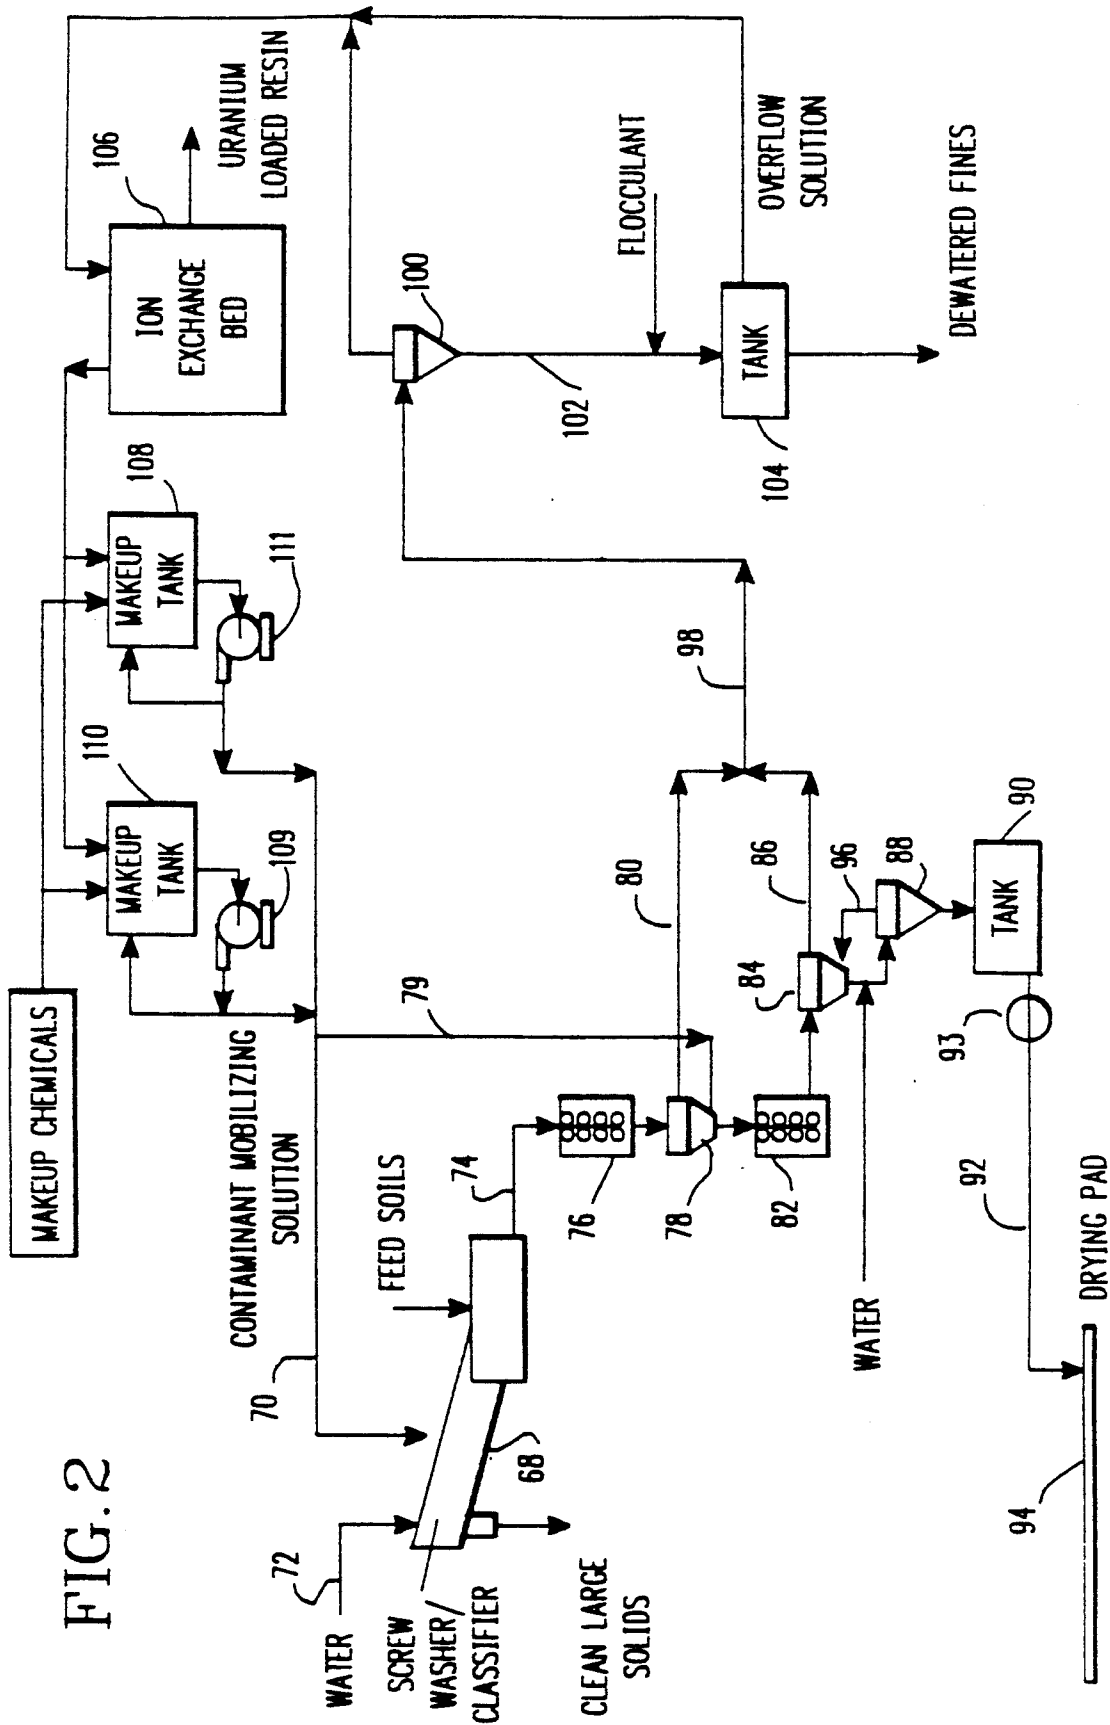 FIG. 2
MAKEUP CHEMICALS
110
MAKEUP
TANK
109
108
MAKEUP
TANK
111
106
ION
EXCHANGE
BED
URANIUM
LOADED RESIN
CONTAMINANT MOBILIZING
SOLUTION
70
72
WATER
SCREW
WASHER/
CLASSIFIER
68
CLEAN LARGE
SOLIDS
FEED SOILS
74
76
78
79
80
82
84
86
WATER
96
88
90
TANK
93
92
94
DRYING PAD
98
100
102
FLOCCULANT
104
TANK
OVERFLOW
SOLUTION
DEWATERED FINES